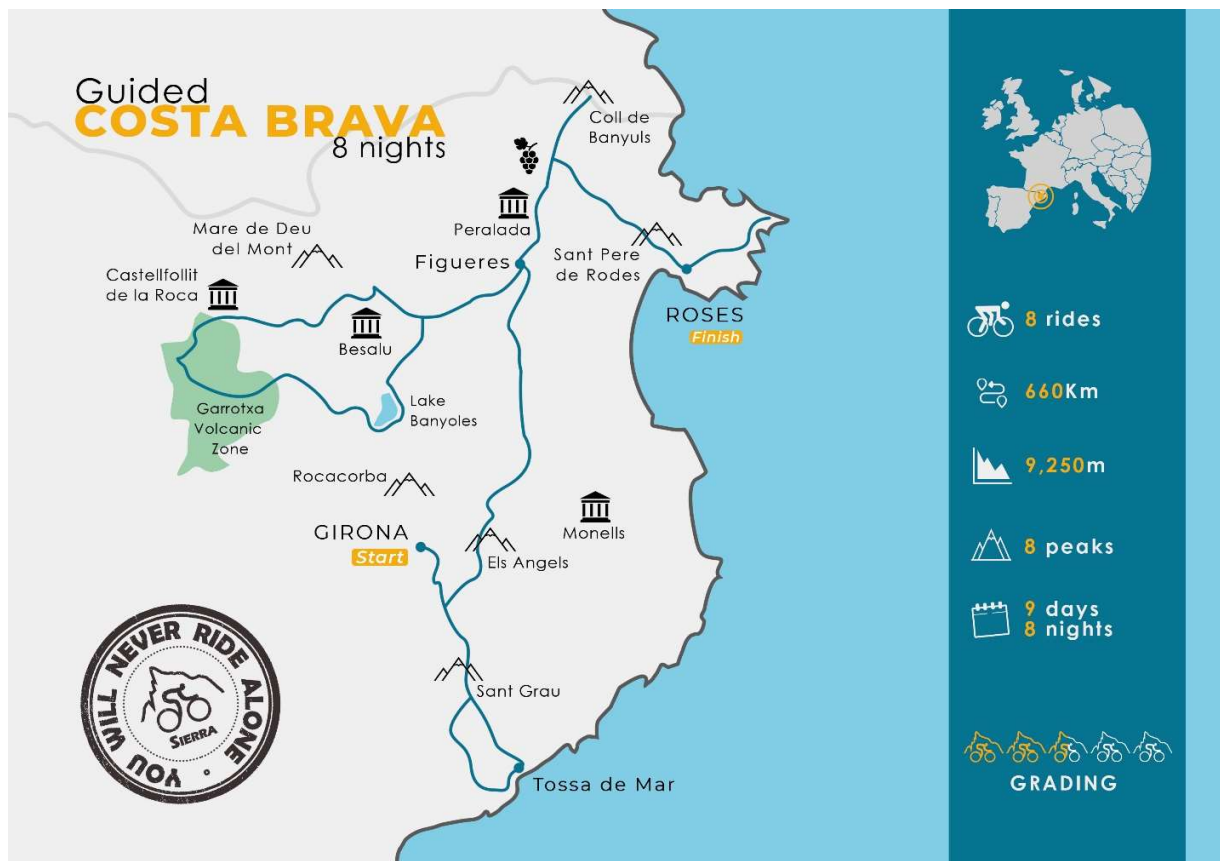 Guided
COSTA BRAVA
8 nights
Coll de
Banyuls
Peralada
Mare de Deu
del Mont
Figueres
Sant Pere
de Rodes
Castellfollit
de la Roca
ROSES
Finish
Besalu
Garrotxa
Volcanic
Zone
Lake
Banyoles
Rocacorba
GIRONA
Start
Els Angels
Monells
Sant Grau
Tossa de Mar
YOU WILL NEVER RIDE ALONE ·
SIERRA
8 rides
660Km
9,250m
8 peaks
9 days
8 nights
GRADING